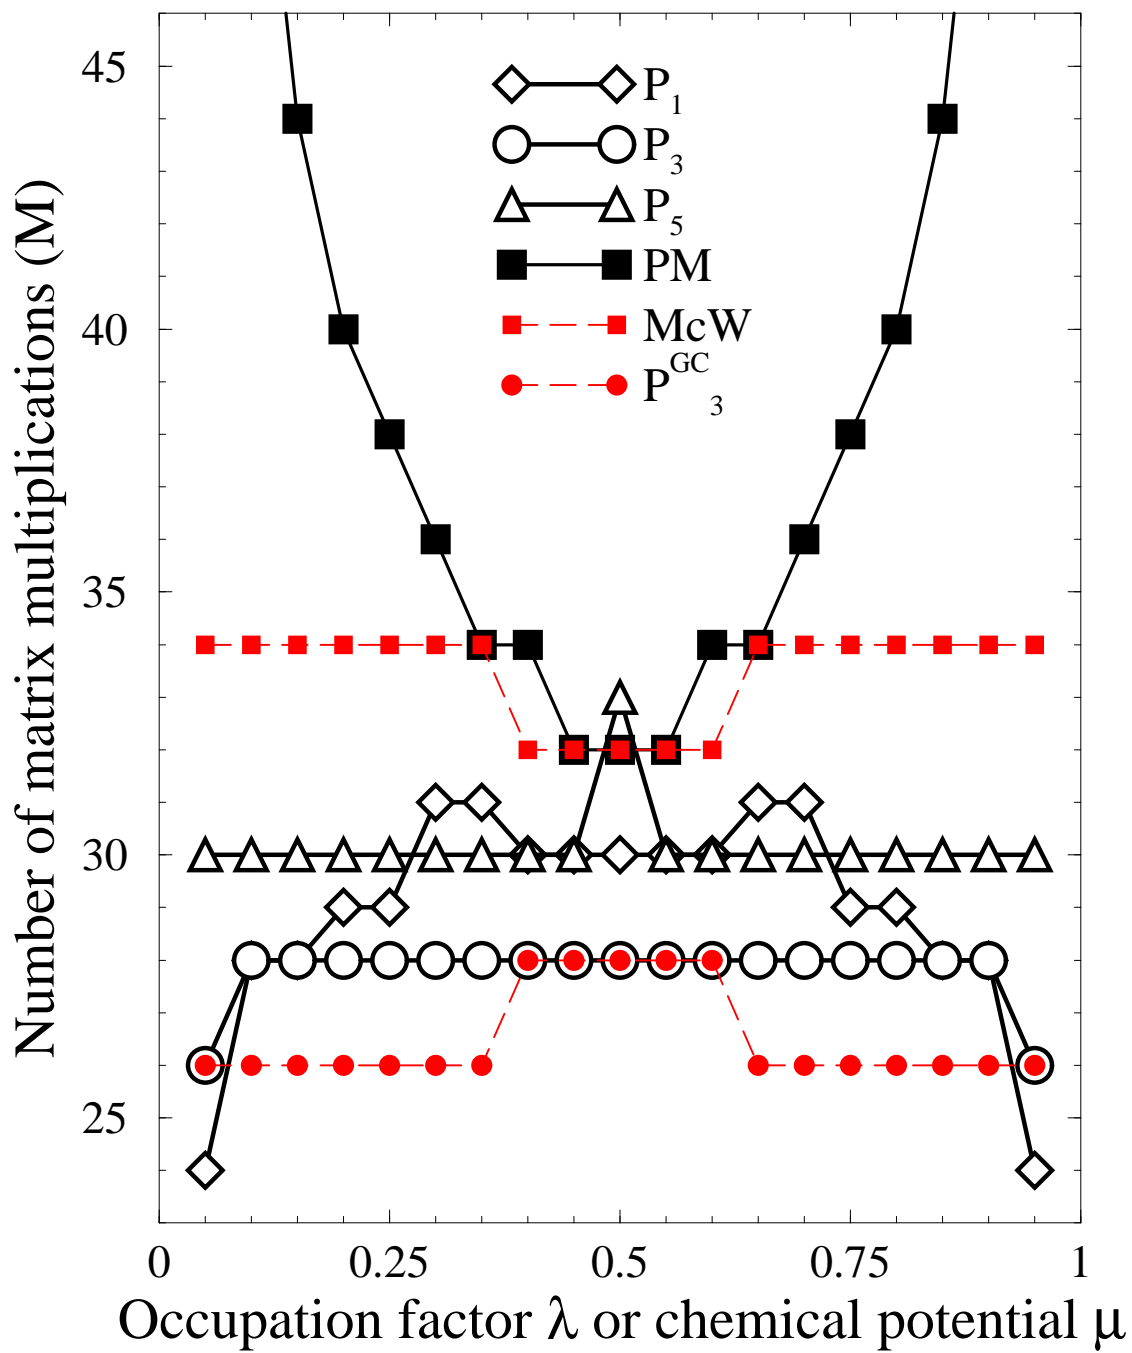 45
40
35
30
25
Number of matrix multiplications (M)
P₁
P₃
P₅
PM
McW
P^GC_3
0
0.25
0.5
0.75
1
Occupation factor λ or chemical potential μ